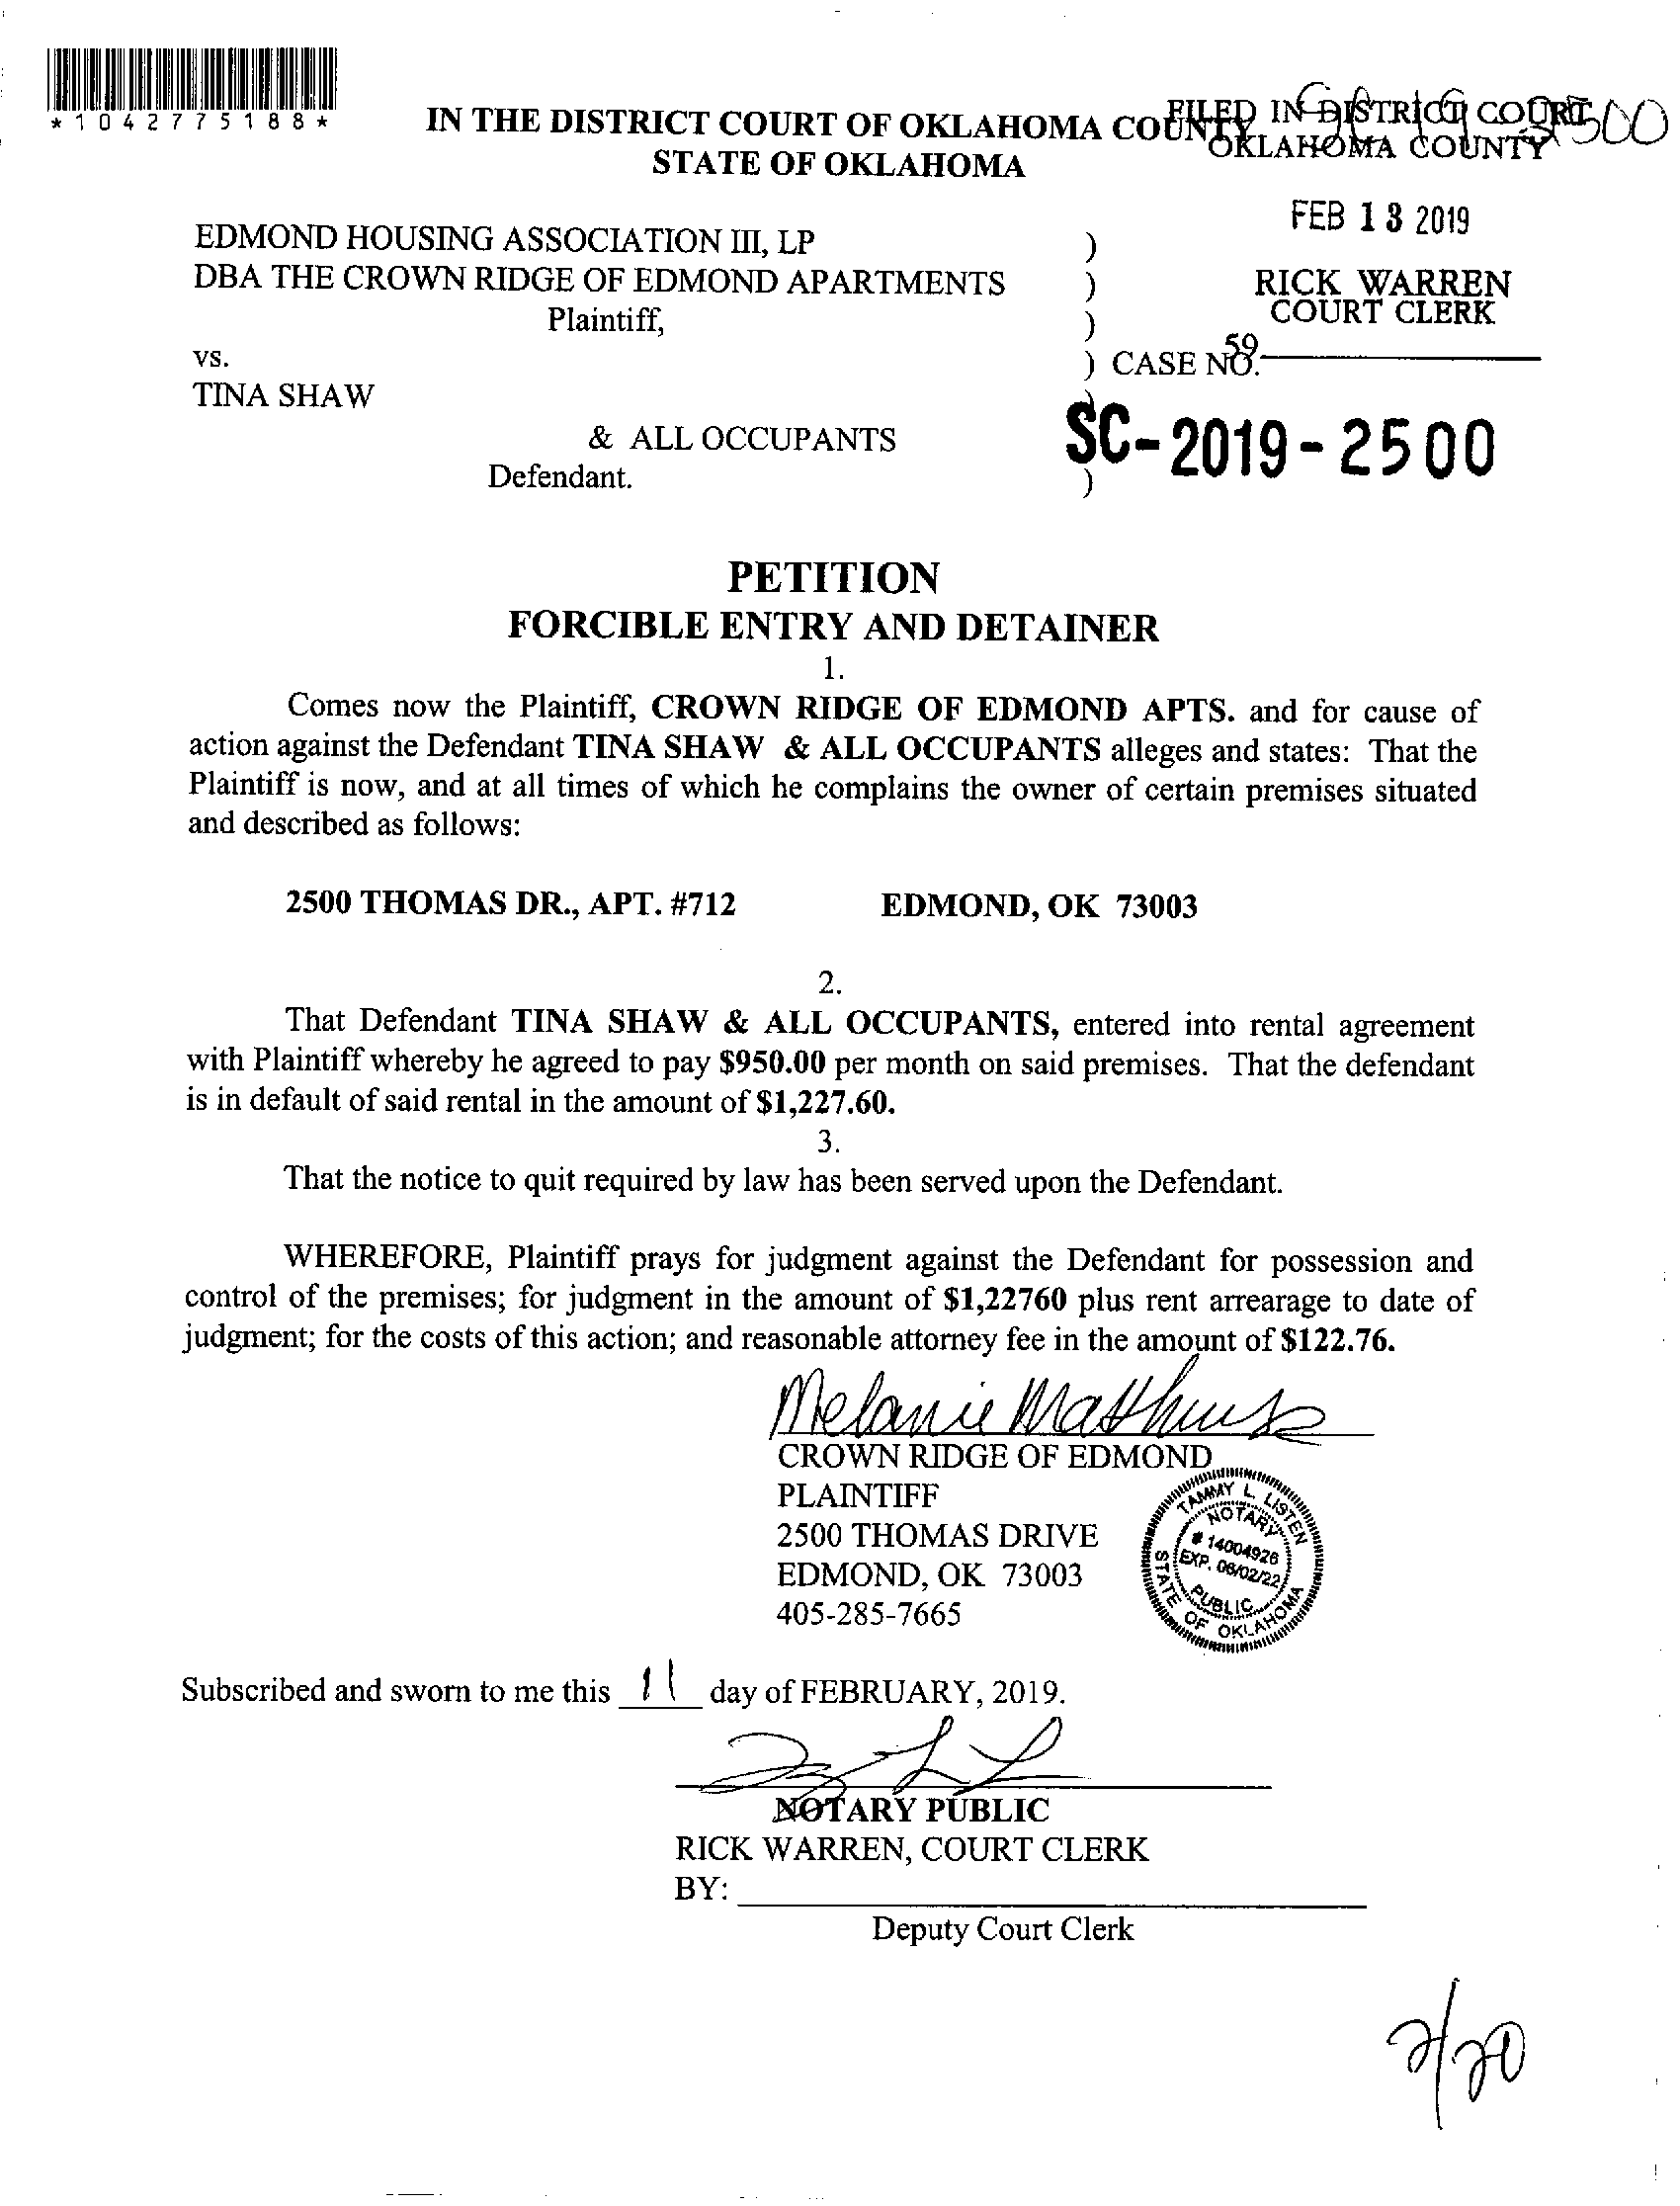 *1042775188*
IN THE DISTRICT COURT OF OKLAHOMA COUNTY
STATE OF OKLAHOMA
FILED IN DISTRICT COURT
OKLAHOMA COUNTY
FEB 13 2019
RICK WARREN
COURT CLERK
59
EDMOND HOUSING ASSOCIATION III, LP )
DBA THE CROWN RIDGE OF EDMOND APARTMENTS )
Plaintiff, )
vs. ) CASE NO.
TINA SHAW )
& ALL OCCUPANTS
SC-2019-2500
Defendant. )
PETITION
FORCIBLE ENTRY AND DETAINER
1.
Comes now the Plaintiff, CROWN RIDGE OF EDMOND APTS. and for cause of
action against the Defendant TINA SHAW & ALL OCCUPANTS alleges and states: That the
Plaintiff is now, and at all times of which he complains the owner of certain premises situated
and described as follows:
2500 THOMAS DR., APT. #712 EDMOND, OK 73003
2.
That Defendant TINA SHAW & ALL OCCUPANTS, entered into rental agreement
with Plaintiff whereby he agreed to pay $950.00 per month on said premises. That the defendant
is in default of said rental in the amount of $1,227.60.
3.
That the notice to quit required by law has been served upon the Defendant.
WHEREFORE, Plaintiff prays for judgment against the Defendant for possession and
control of the premises; for judgment in the amount of $1,22760 plus rent arrearage to date of
judgment; for the costs of this action; and reasonable attorney fee in the amount of $122.76.
Melanie Matthews
CROWN RIDGE OF EDMOND
PLAINTIFF
2500 THOMAS DRIVE
EDMOND, OK 73003
405-285-7665
TAMMY L. LISTEN
NOTARY
# 14004926
EXP. 06/02/22
PUBLIC
STATE OF OKLAHOMA
Subscribed and sworn to me this 11 day of FEBRUARY, 2019.
NOTARY PUBLIC
RICK WARREN, COURT CLERK
BY:
Deputy Court Clerk
2/20